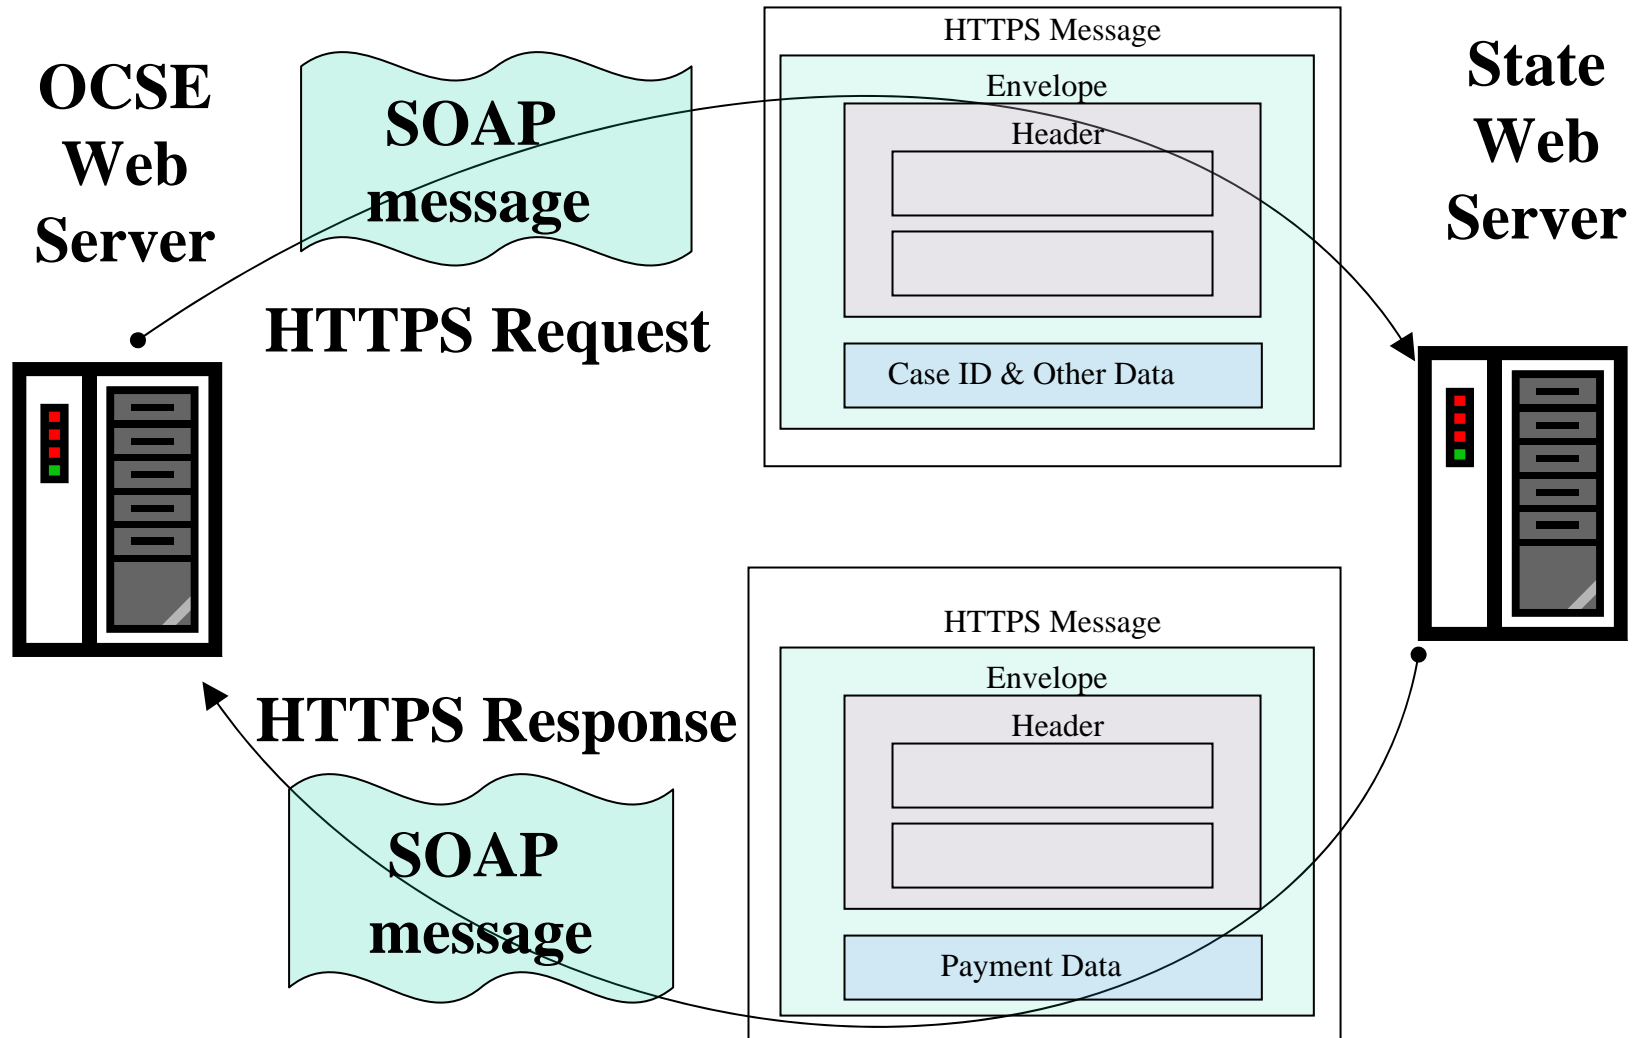 OCSE
Web
Server
SOAP
message
HTTPS Request
HTTPS Message
Envelope
Header
Case ID & Other Data
State
Web
Server
HTTPS Response
SOAP
message
HTTPS Message
Envelope
Header
Payment Data